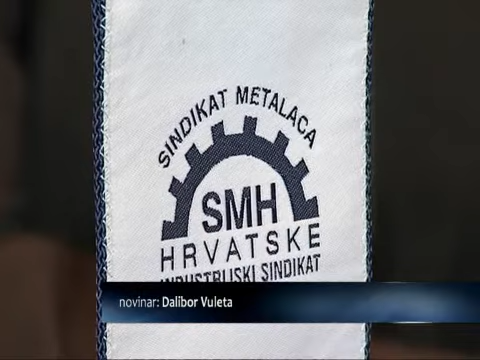 SINDIKAT METALACA
SMH
HRVATSKE
INDUSTRIJSKI SINDIKAT
novinar: Dalibor Vuleta